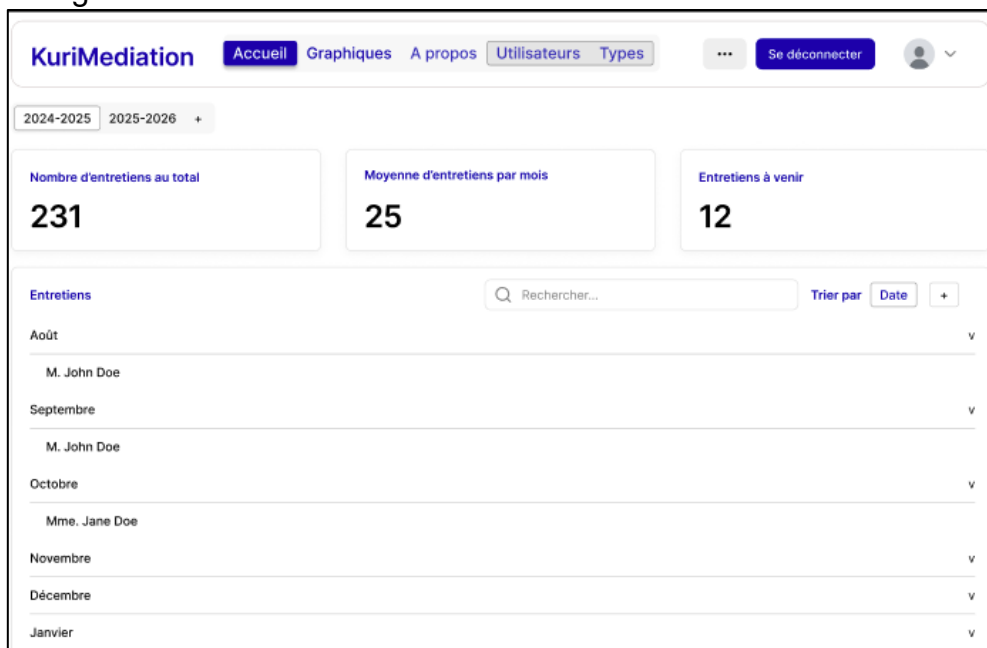 KuriMediation Accueil Graphiques A propos Utilisateurs Types ... Se déconnecter
2024-2025 2025-2026 +
Nombre d'entretiens au total Moyenne d'entretiens par mois Entretiens à venir
231 25 12
Entretiens Rechercher... Trier par Date +
Août v
M. John Doe
Septembre v
M. John Doe
Octobre v
Mme. Jane Doe
Novembre v
Décembre v
Janvier v